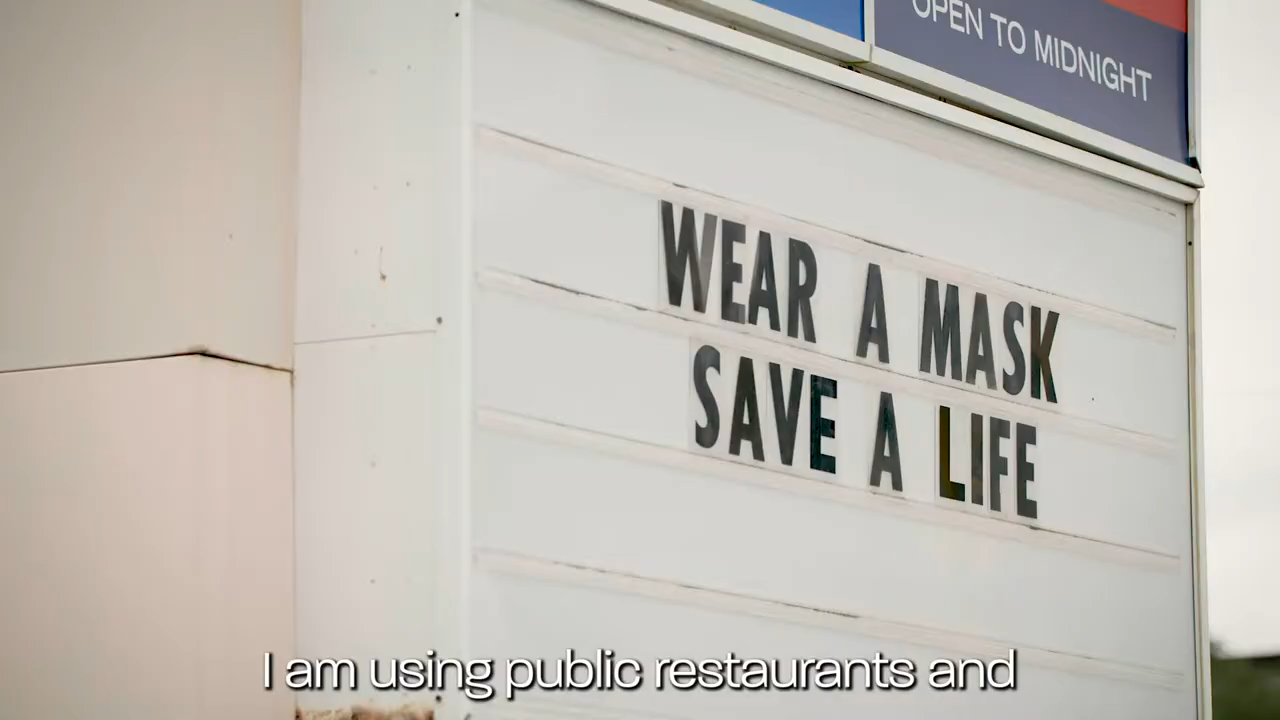 OPEN TO MIDNIGHT
WEAR A MASK
SAVE A LIFE
I am using public restaurants and